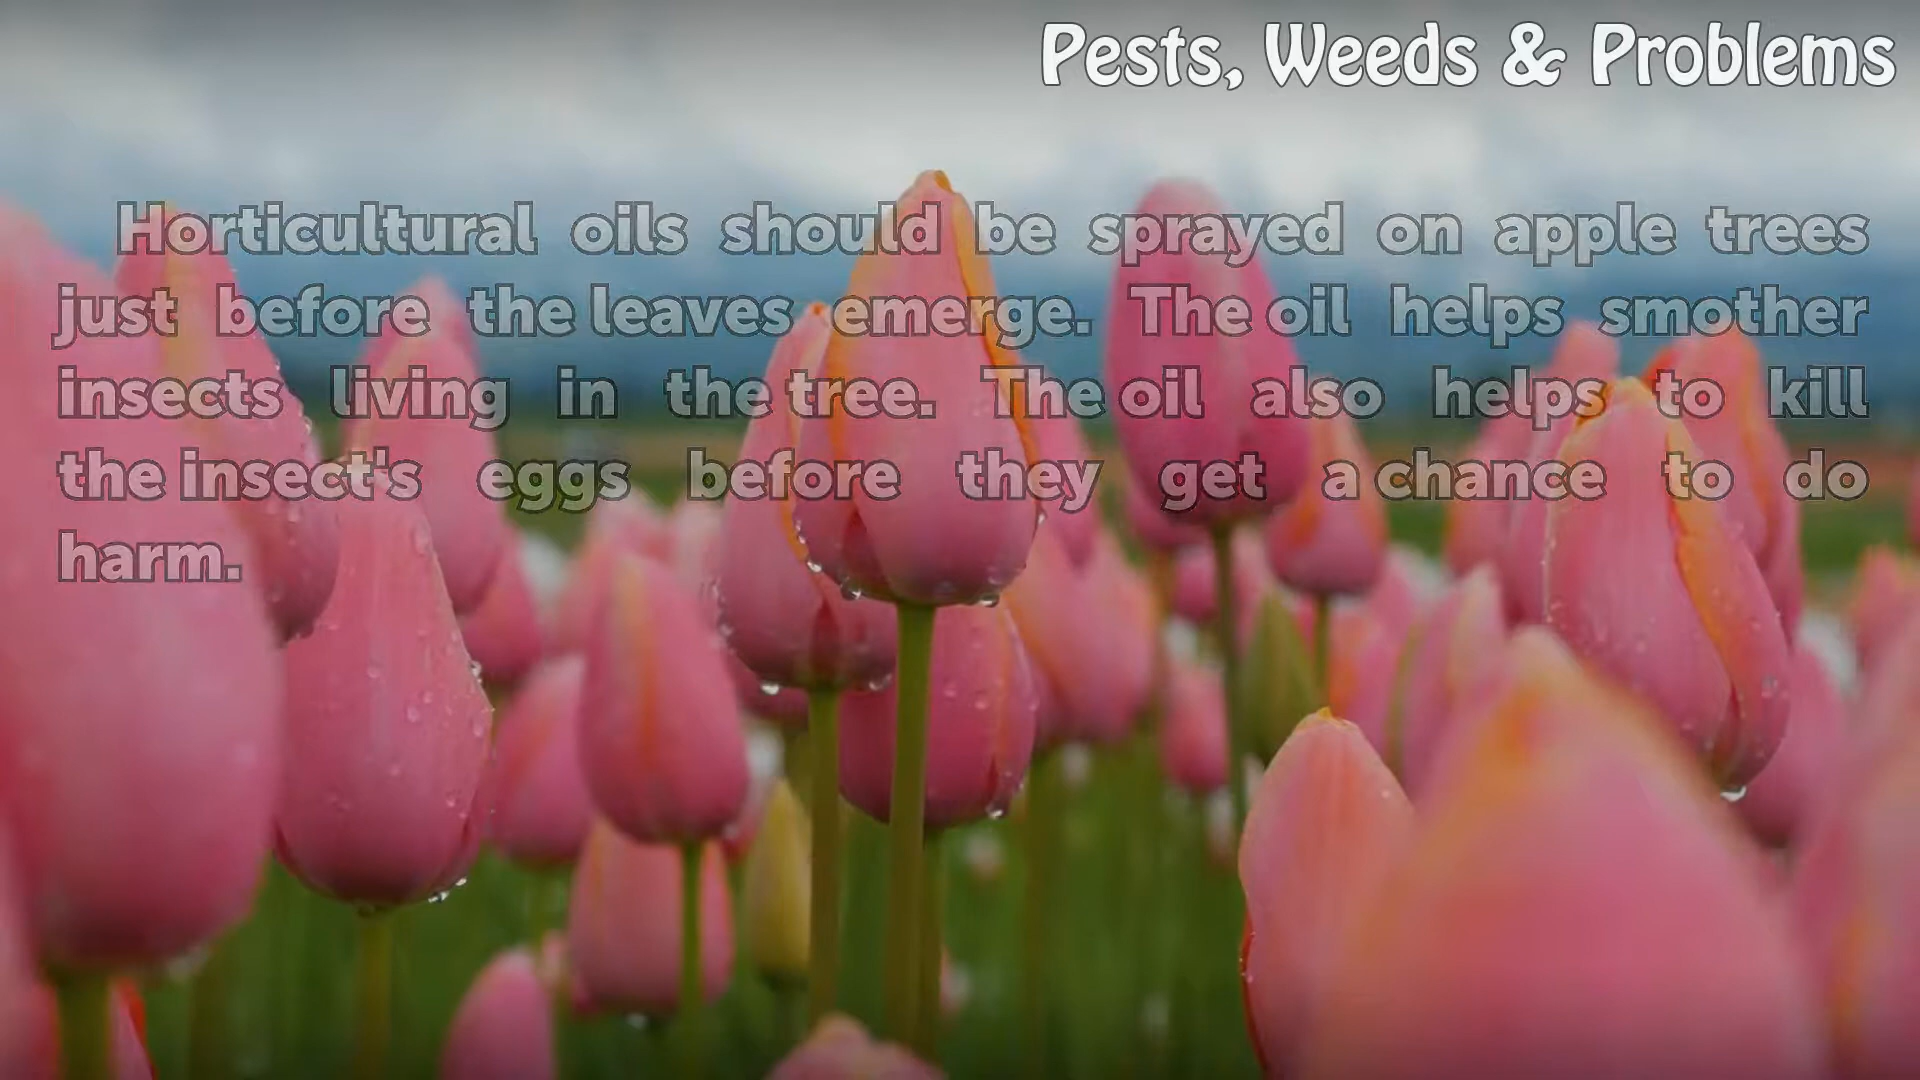 Pests, Weeds & Problems
Horticultural oils should be sprayed on apple trees
just before the leaves emerge. The oil helps smother
insects living in the tree. The oil also helps to kill
the insect's eggs before they get a chance to do
harm.